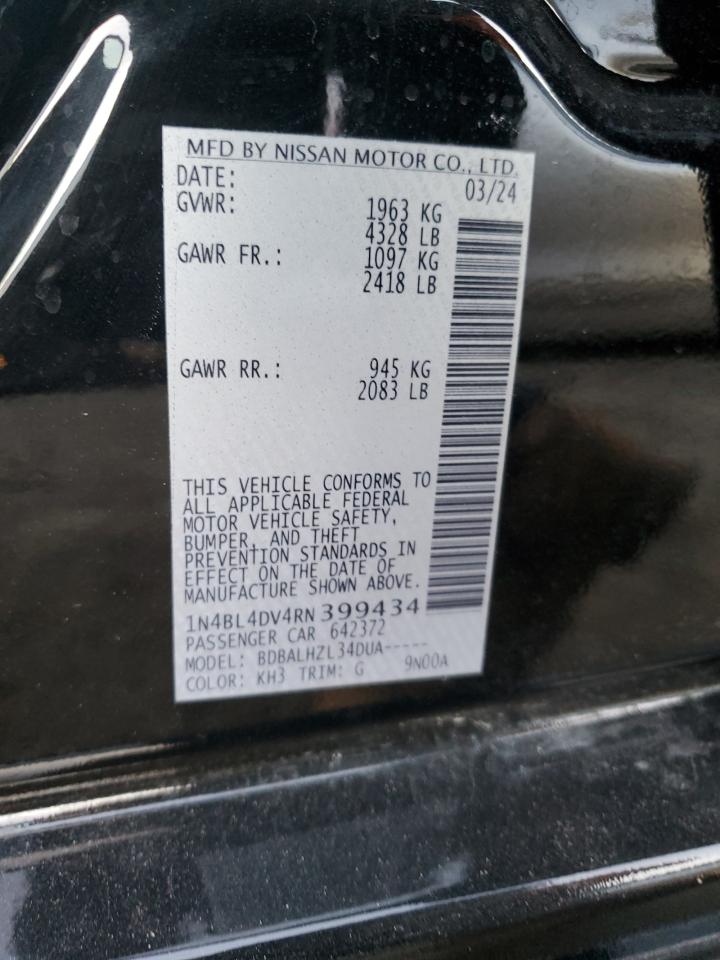 MFD BY NISSAN MOTOR CO., LTD.
DATE: 03/24
GVWR: 1963 KG
4328 LB
GAWR FR.: 1097 KG
2418 LB
GAWR RR.: 945 KG
2083 LB
THIS VEHICLE CONFORMS TO
ALL APPLICABLE FEDERAL
MOTOR VEHICLE SAFETY,
BUMPER, AND THEFT
PREVENTION STANDARDS IN
EFFECT ON THE DATE OF
MANUFACTURE SHOWN ABOVE.
1N4BL4DV4RN399434
PASSENGER CAR 642372
MODEL: BDBALHZL34DUA-----
COLOR: KH3 TRIM: G 9N00A